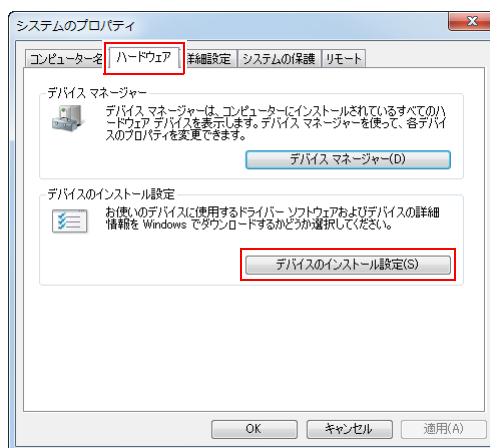 システムのプロパティ
コンピューター名 ハードウェア 詳細設定 システムの保護 リモート
デバイス マネージャー
デバイス マネージャーは、コンピューターにインストールされているすべてのハ
ードウェア デバイスを表示します。デバイス マネージャーを使って、各デバイ
スのプロパティを変更できます。
デバイス マネージャー(D)
デバイスのインストール設定
お使いのデバイスに使用するドライバー ソフトウェアおよびデバイスの詳細
情報を Windows でダウンロードするかどうか選択してください。
デバイスのインストール設定(S)
OK キャンセル 適用(A)